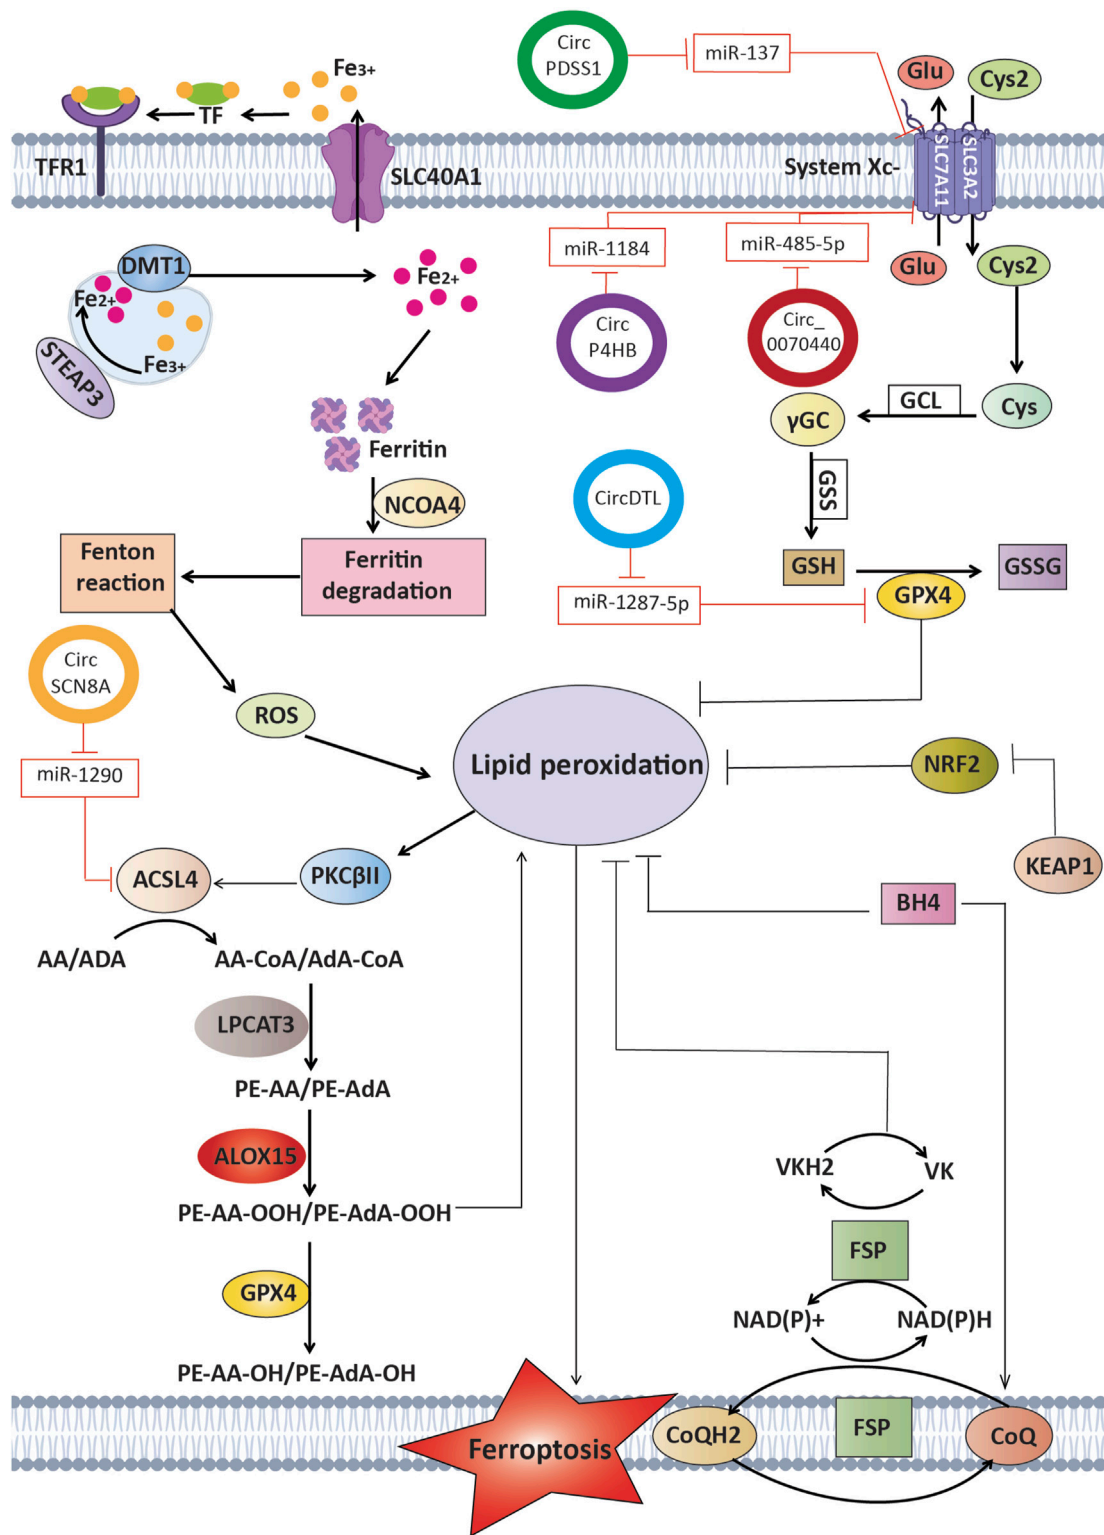 Circ
PDSS1
miR-137
Glu
Cys2
Fe3+
TF
TFR1
SLC40A1
System Xc-
SLC7A11
SLC3A2
miR-1184
miR-485-5p
Glu
Cys2
DMT1
Fe2+
Fe3+
STEAP3
Fe2+
Circ
P4HB
Circ_
0070440
GCL
Cys
γGC
Ferritin
NCOA4
CircDTL
GSS
Fenton
reaction
Ferritin
degradation
GSH
GSSG
GPX4
miR-1287-5p
Circ
SCN8A
ROS
miR-1290
Lipid peroxidation
NRF2
KEAP1
ACSL4
PKCβII
BH4
AA/ADA
AA-CoA/AdA-CoA
LPCAT3
PE-AA/PE-AdA
ALOX15
VKH2
VK
PE-AA-OOH/PE-AdA-OOH
FSP
GPX4
NAD(P)+
NAD(P)H
PE-AA-OH/PE-AdA-OH
Ferroptosis
CoQH2
FSP
CoQ